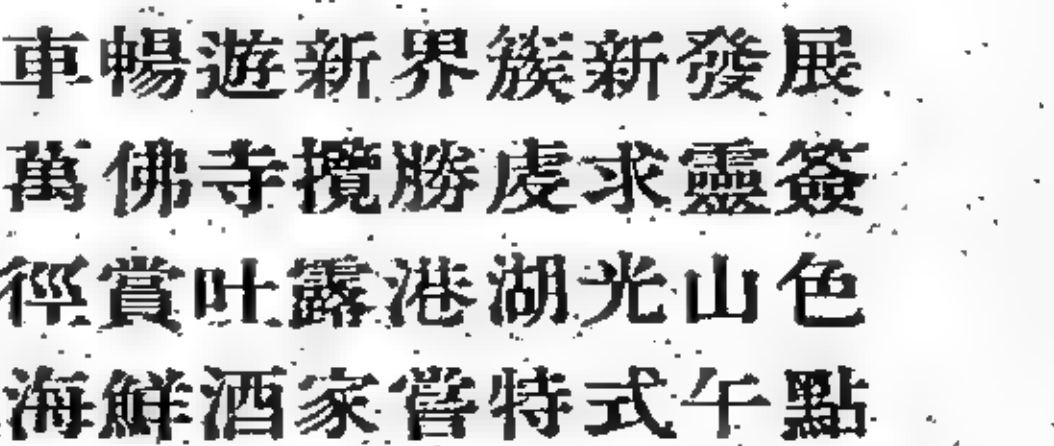 車暢遊新界簇新發展
萬佛寺攬勝虔求靈簽
徑賞吐露港湖光山色
海鮮酒家嘗特式午點